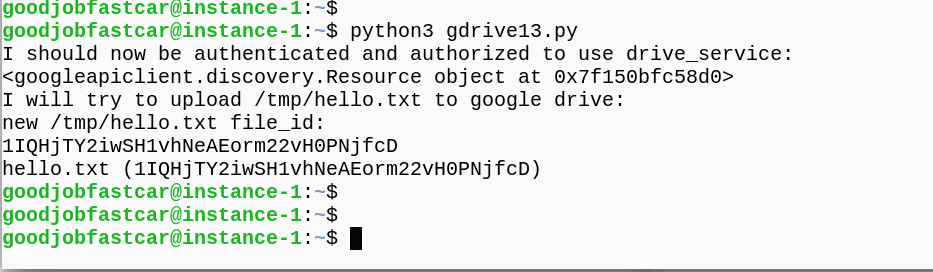 goodjobfastcar@instance-1:~$
goodjobfastcar@instance-1:~$ python3 gdrive13.py
I should now be authenticated and authorized to use drive_service:
<googleapiclient.discovery.Resource object at 0x7f150bfc58d0>
I will try to upload /tmp/hello.txt to google drive:
new /tmp/hello.txt file_id:
1IQHjTY2iwSH1vhNeAEorm22vH0PNjfcD
hello.txt (1IQHjTY2iwSH1vhNeAEorm22vH0PNjfcD)
goodjobfastcar@instance-1:~$
goodjobfastcar@instance-1:~$
goodjobfastcar@instance-1:~$